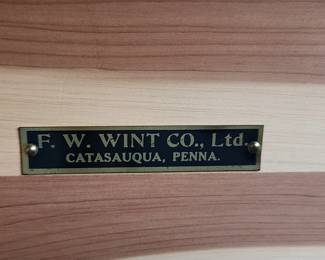 F. W. WINT CO., Ltd.
CATASAUQUA, PENNA.